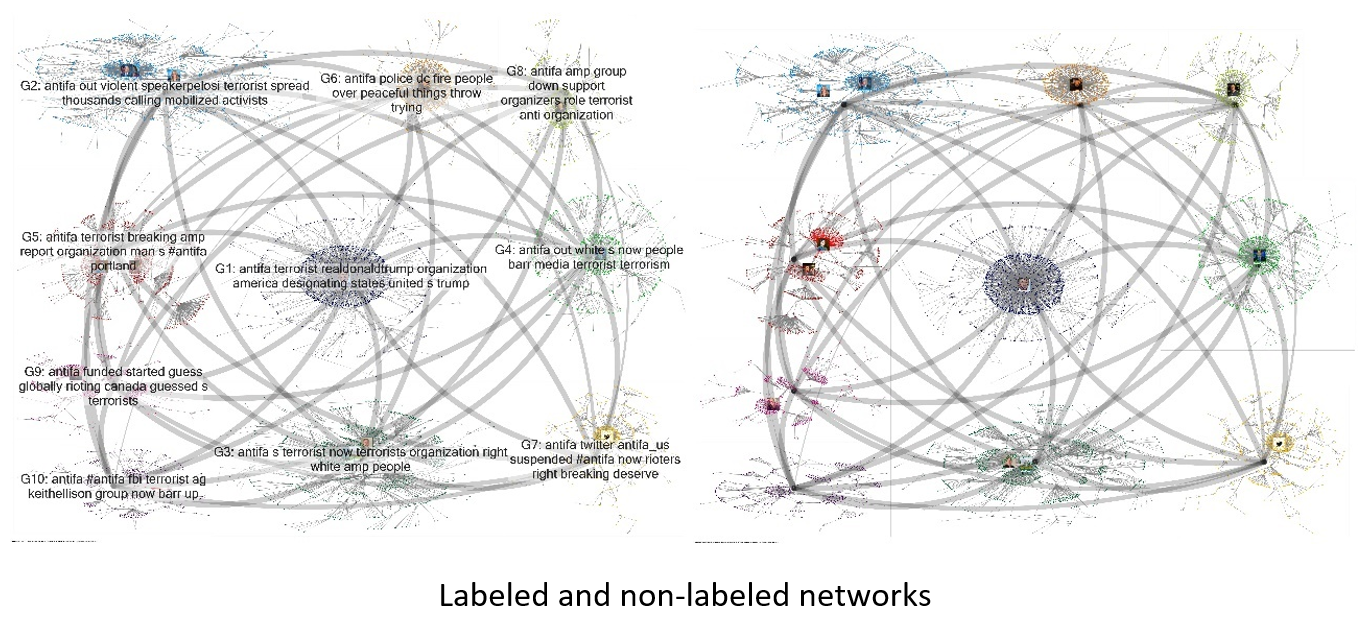 G2: antifa out violent speakerpelosi terrorist spread
thousands calling mobilized activists
G6: antifa police dc fire people
over peaceful things throw
trying
G8: antifa amp group
down support
organizers role terrorist
anti organization
G5: antifa terrorist breaking amp
report organization man s #antifa
portland
G1: antifa terrorist realdonaldtrump organization
america designating states united s trump
G4: antifa out white s now people
barr media terrorist terrorism
G9: antifa funded started guess
globally rioting canada guessed s
terrorists
G3: antifa s terrorist now terrorists organization right
white amp people
G7: antifa twitter antifa_us
suspended #antifa now rioters
right breaking deserve
G10: antifa #antifa fbi terrorist ag
keithellison group now barr up
Labeled and non-labeled networks